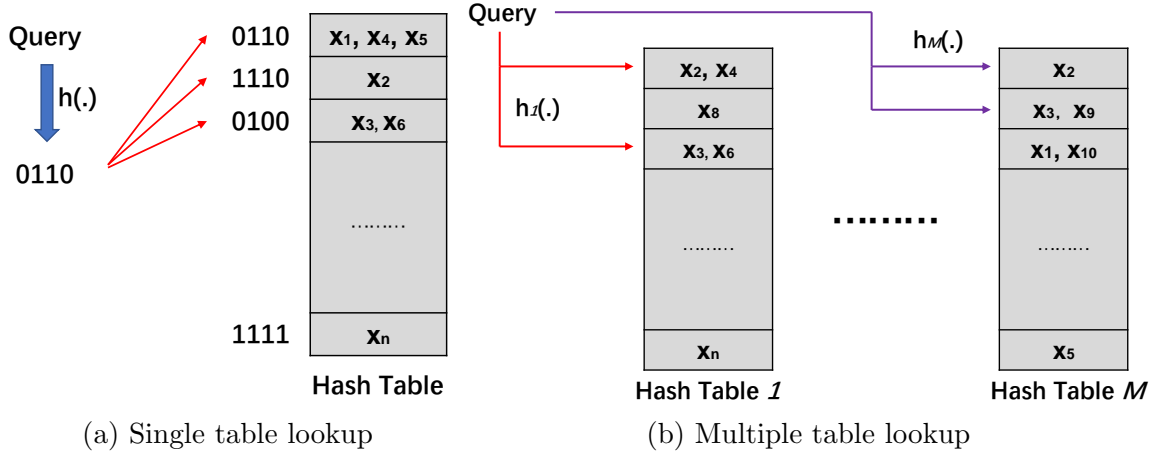 Query
h(.)
0110
0110
1110
0100
1111
x1, x4, x5
x2
x3, x6
………
xn
Hash Table
(a) Single table lookup
Query
h1(.)
hM(.)
x2, x4
x8
x3, x6
………
xn
Hash Table 1
………
x2
x3, x9
x1, x10
………
x5
Hash Table M
(b) Multiple table lookup